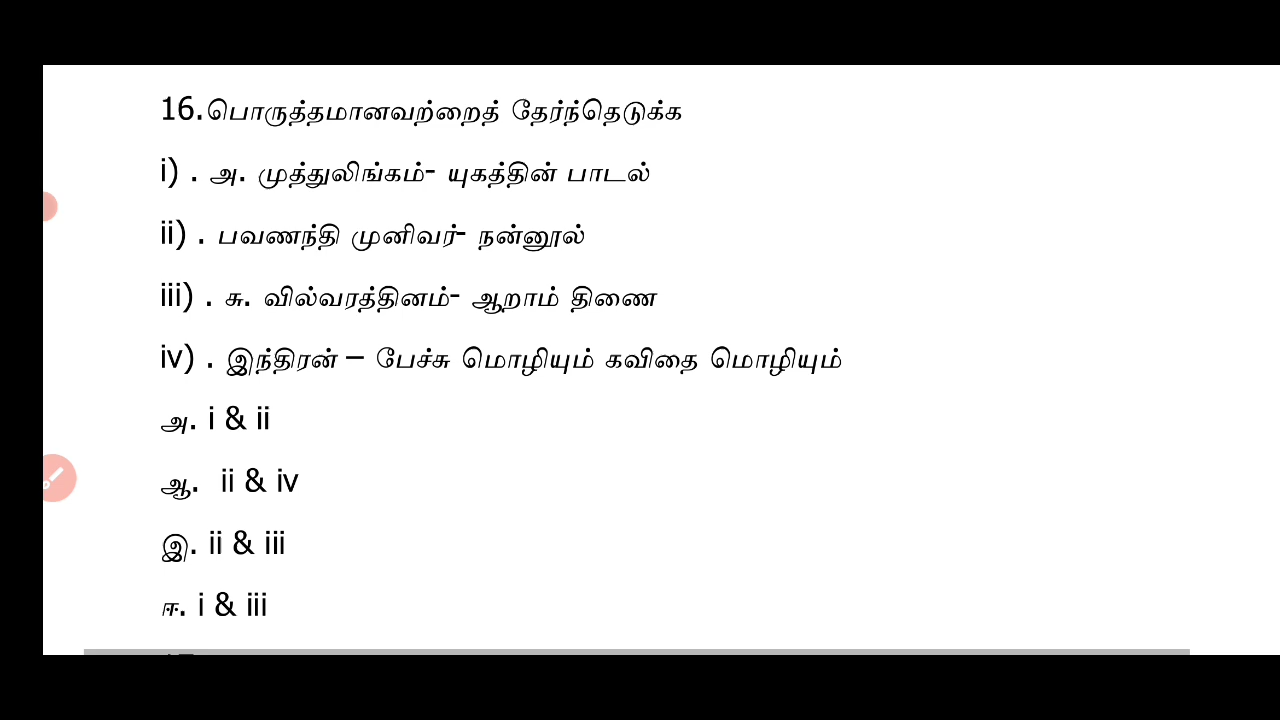 16.பொருத்தமானவற்றைத் தேர்ந்தெடுக்க
i) . அ. முத்துலிங்கம்- யுகத்தின் பாடல்
ii) . பவணந்தி முனிவர்- நன்னூல்
iii) . சு. வில்வரத்தினம்- ஆறாம் திணை
iv) . இந்திரன் – பேச்சு மொழியும் கவிதை மொழியும்
அ. i & ii
ஆ. ii & iv
இ. ii & iii
ஈ. i & iii